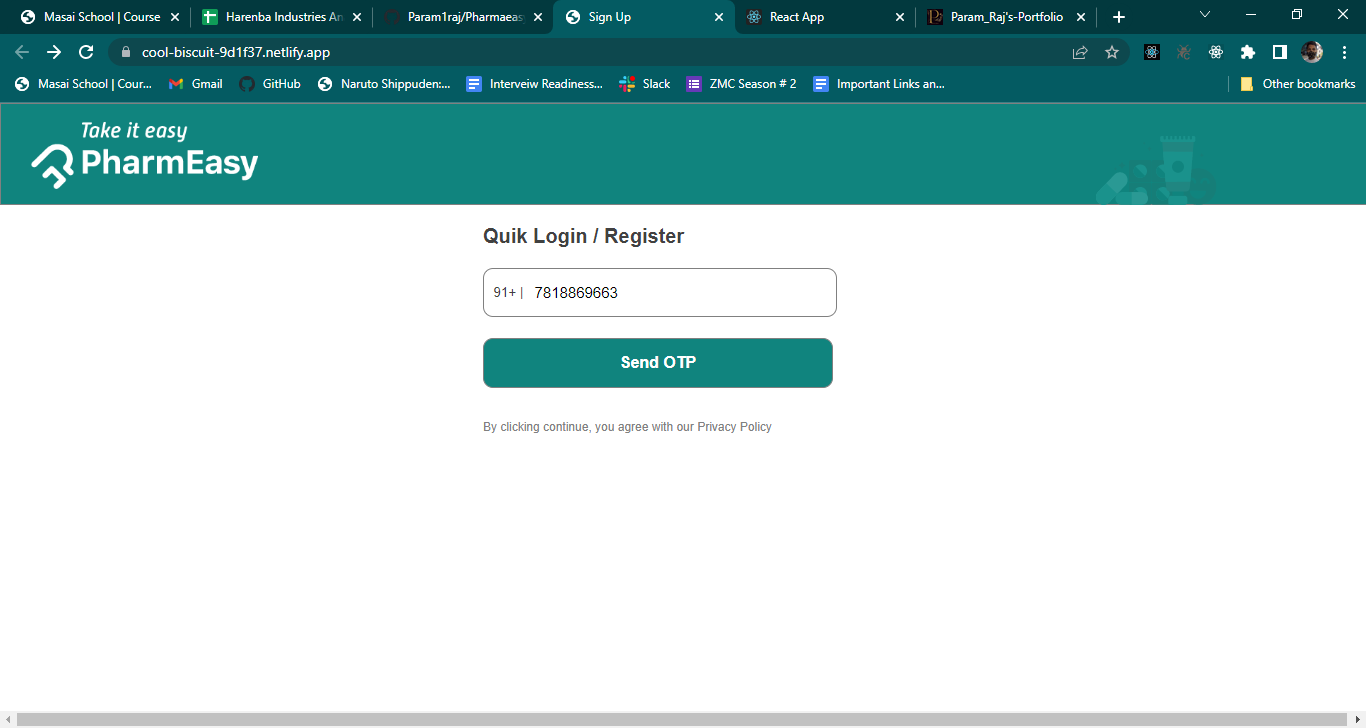 Masai School | Course
Harenba Industries An
Param1raj/Pharmaeas
Sign Up
React App
Param_Raj's-Portfolio
cool-biscuit-9d1f37.netlify.app
Masai School | Cour...
Gmail
GitHub
Naruto Shippuden:...
Interveiw Readiness...
Slack
ZMC Season # 2
Important Links an...
Other bookmarks
Take it easy
PharmEasy
Quik Login / Register
91+ | 7818869663
Send OTP
By clicking continue, you agree with our Privacy Policy